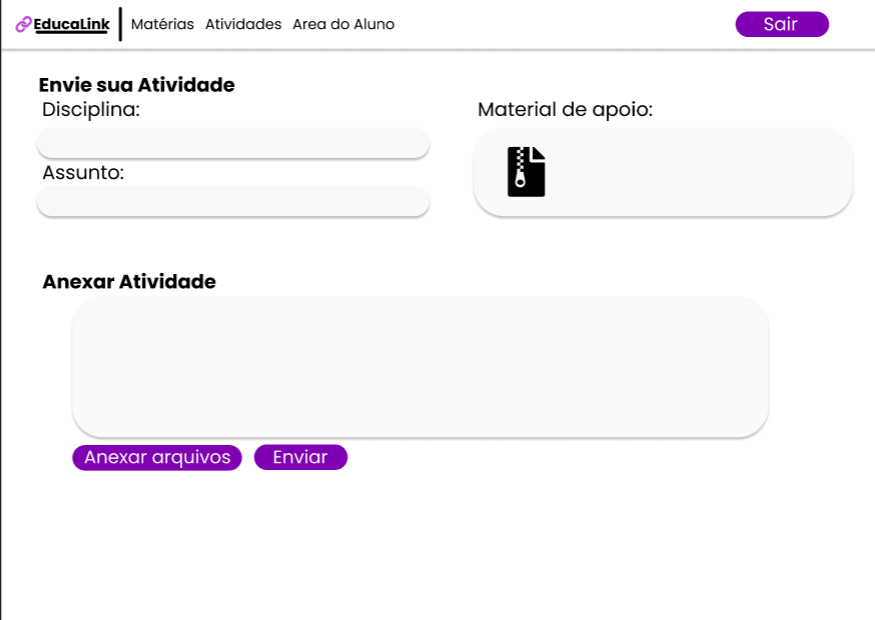 EducaLink Matérias Atividades Area do Aluno Sair
Envie sua Atividade
Disciplina:
Assunto:
Material de apoio:
Anexar Atividade
Anexar arquivos Enviar